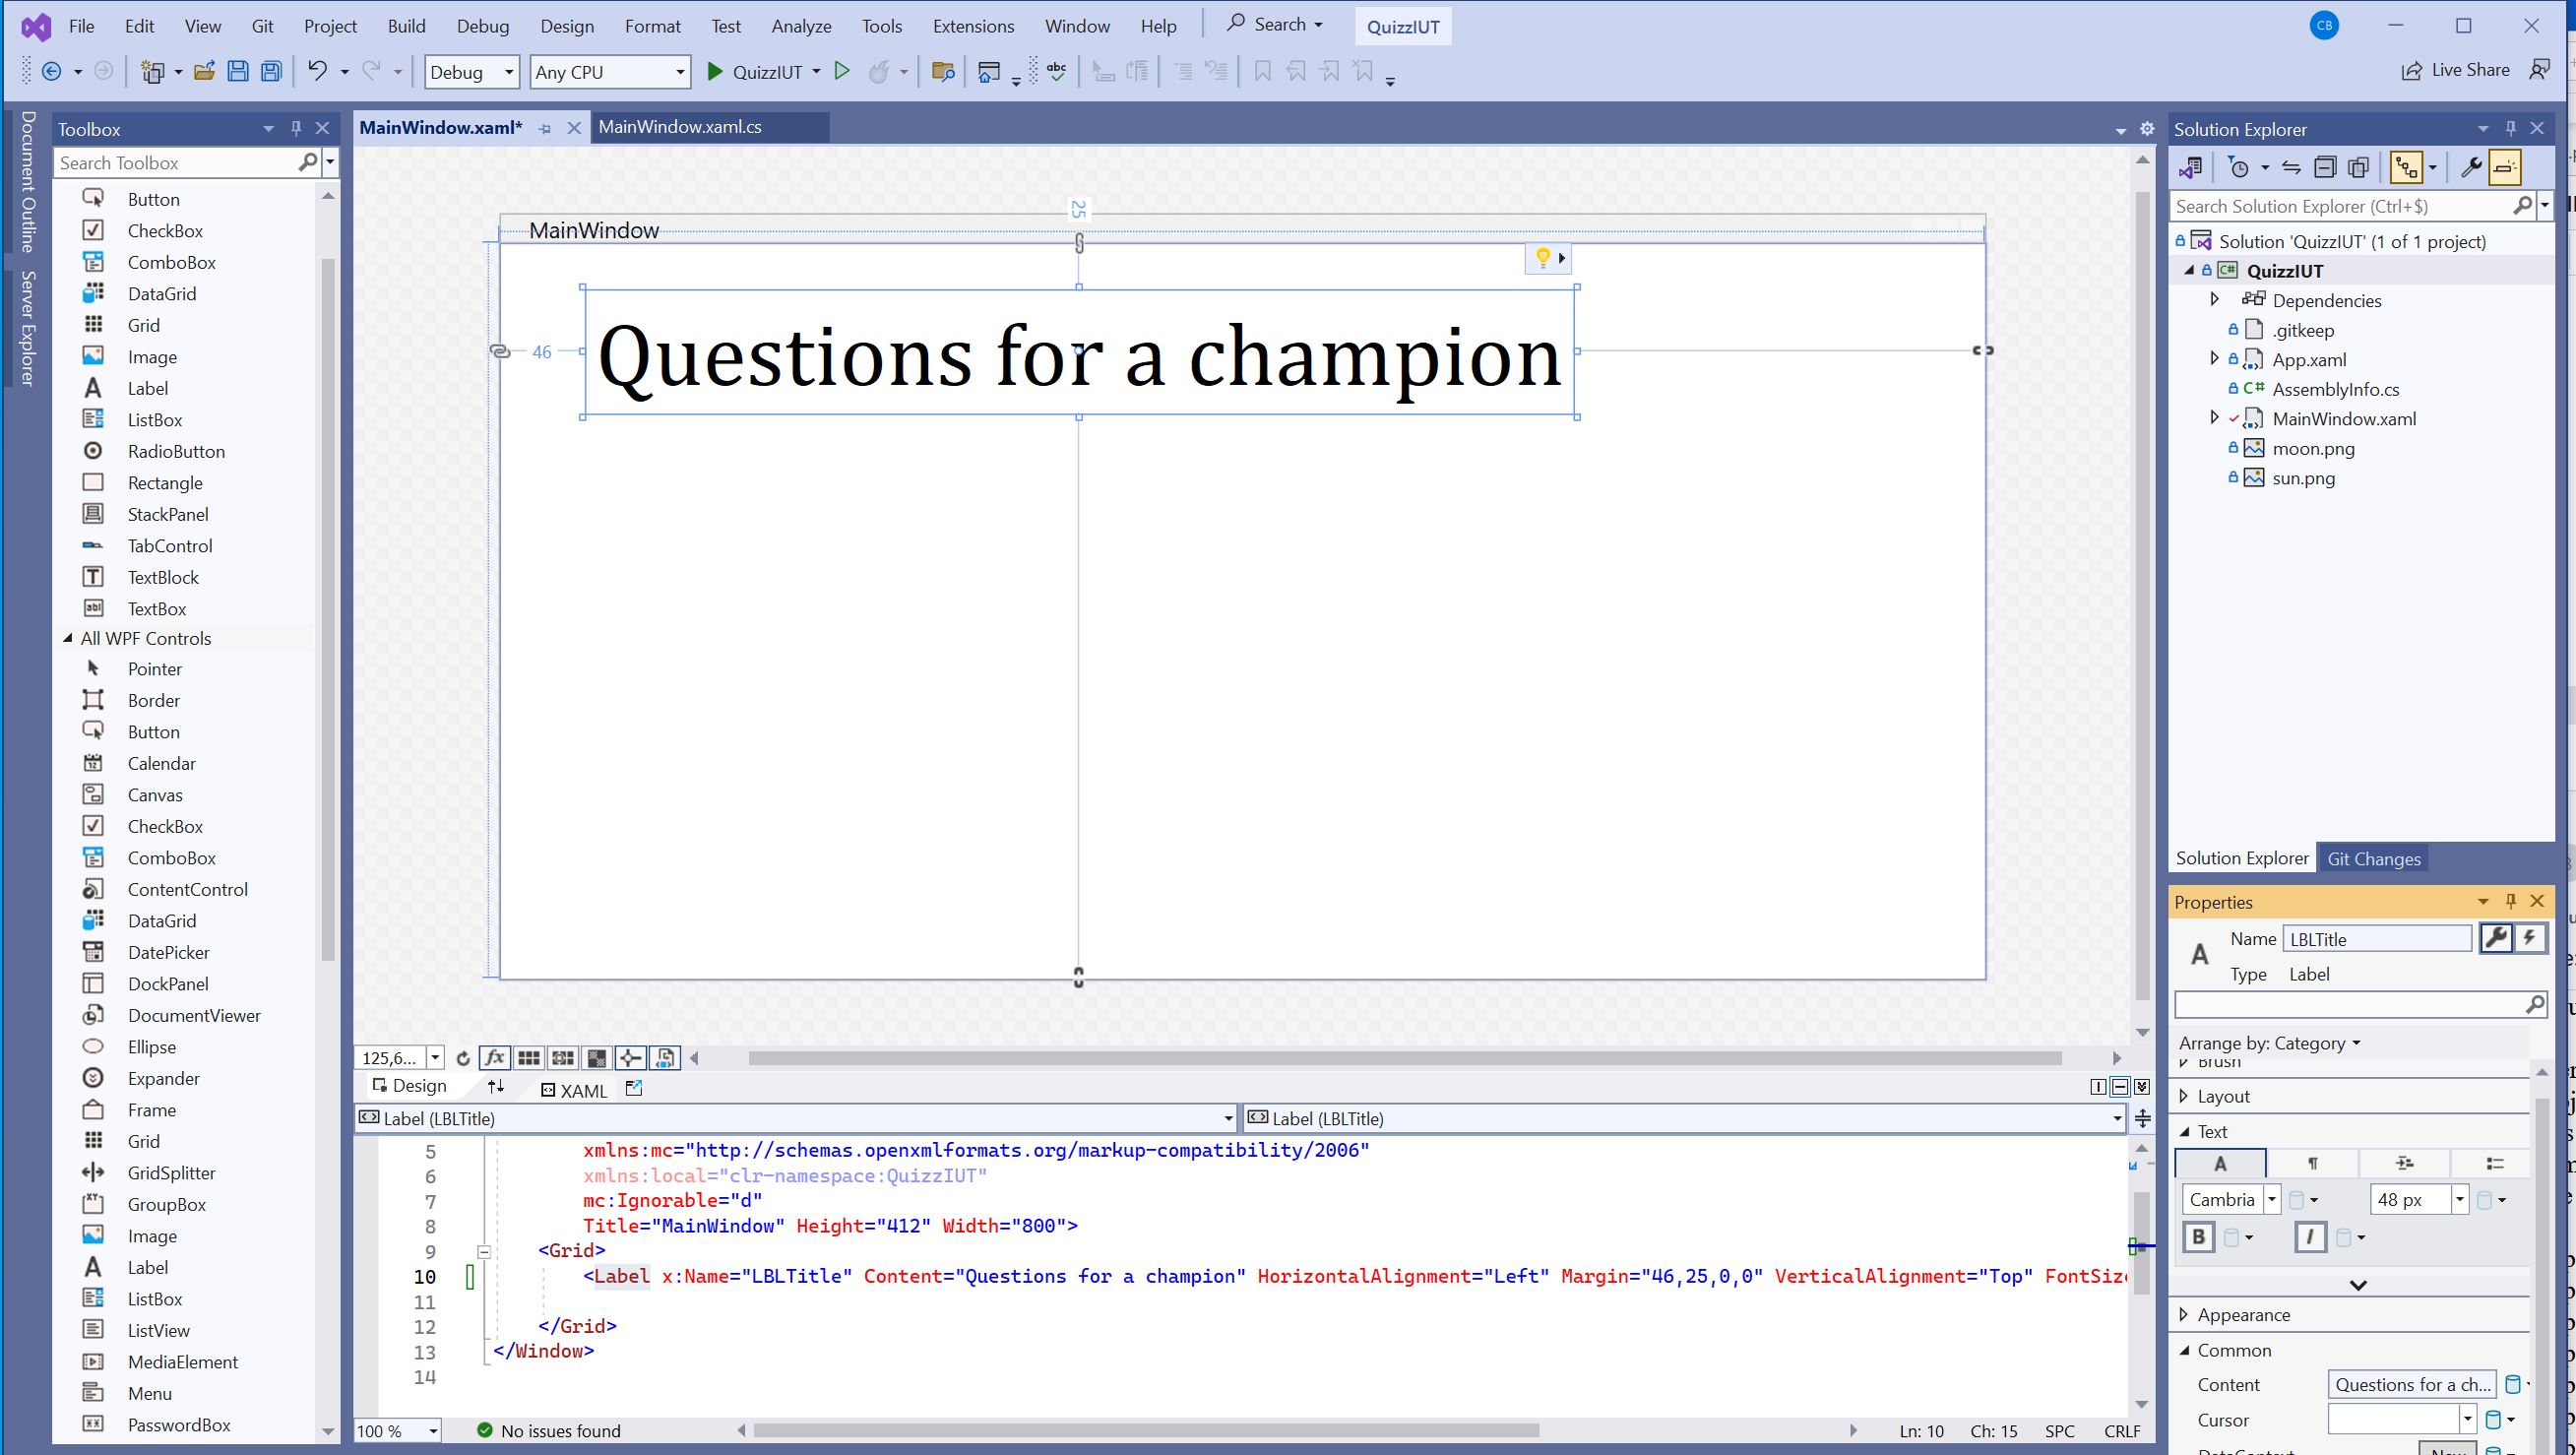 File Edit View Git Project Build Debug Design Format Test Analyze Tools Extensions Window Help Search QuizzIUT CB
Debug Any CPU QuizzIUT abc Live Share
Document Outline
Server Explorer
Toolbox
Search Toolbox
Button
CheckBox
ComboBox
DataGrid
Grid
Image
Label
ListBox
RadioButton
Rectangle
StackPanel
TabControl
TextBlock
TextBox
All WPF Controls
Pointer
Border
Button
Calendar
Canvas
CheckBox
ComboBox
ContentControl
DataGrid
DatePicker
DockPanel
DocumentViewer
Ellipse
Expander
Frame
Grid
GridSplitter
GroupBox
Image
Label
ListBox
ListView
MediaElement
Menu
PasswordBox
MainWindow.xaml* MainWindow.xaml.cs
25
MainWindow
46
Questions for a champion
125,6...
Design XAML
Label (LBLTitle) Label (LBLTitle)
5 xmlns:mc="http://schemas.openxmlformats.org/markup-compatibility/2006"
6 xmlns:local="clr-namespace:QuizzIUT"
7 mc:Ignorable="d"
8 Title="MainWindow" Height="412" Width="800">
9 <Grid>
10 <Label x:Name="LBLTitle" Content="Questions for a champion" HorizontalAlignment="Left" Margin="46,25,0,0" VerticalAlignment="Top" FontSize
11
12 </Grid>
13 </Window>
14
100 % No issues found Ln: 10 Ch: 15 SPC CRLF
Solution Explorer
Search Solution Explorer (Ctrl+$)
Solution 'QuizzIUT' (1 of 1 project)
QuizzIUT
Dependencies
.gitkeep
App.xaml
C# AssemblyInfo.cs
MainWindow.xaml
moon.png
sun.png
Solution Explorer Git Changes
Properties
Name LBLTitle
Type Label
Arrange by: Category
Brush
Layout
Text
Cambria 48 px
B I
Appearance
Common
Content Questions for a ch...
Cursor
DataContext New